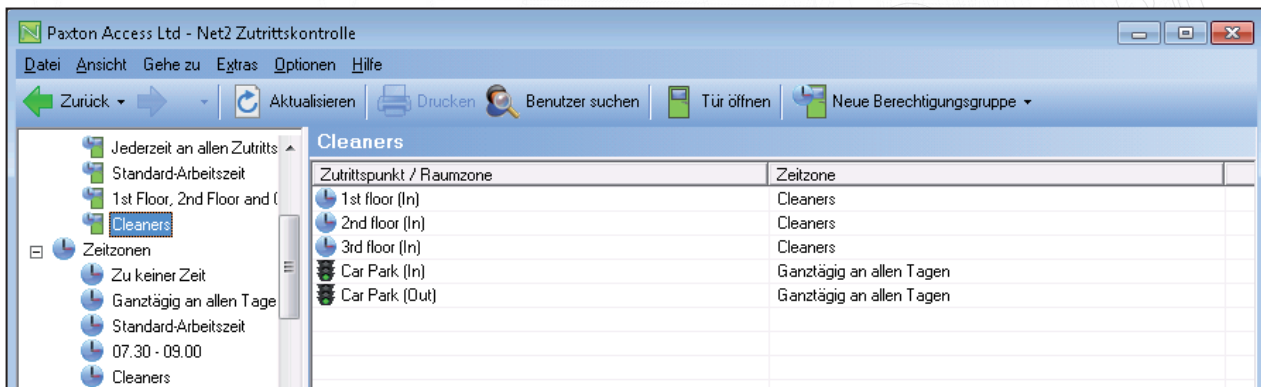 Paxton Access Ltd - Net2 Zutrittskontrolle
Datei Ansicht Gehe zu Extras Optionen Hilfe
Zurück Aktualisieren Drucken Benutzer suchen Tür öffnen Neue Berechtigungsgruppe
Jederzeit an allen Zutritts
Standard-Arbeitszeit
1st Floor, 2nd Floor and (
Cleaners
Zeitzonen
Zu keiner Zeit
Ganztägig an allen Tage
Standard-Arbeitszeit
07.30 - 09.00
Cleaners
Cleaners
Zutrittspunkt / Raumzone Zeitzone
1st floor (In) Cleaners
2nd floor (In) Cleaners
3rd floor (In) Cleaners
Car Park (In) Ganztägig an allen Tagen
Car Park (Out) Ganztägig an allen Tagen